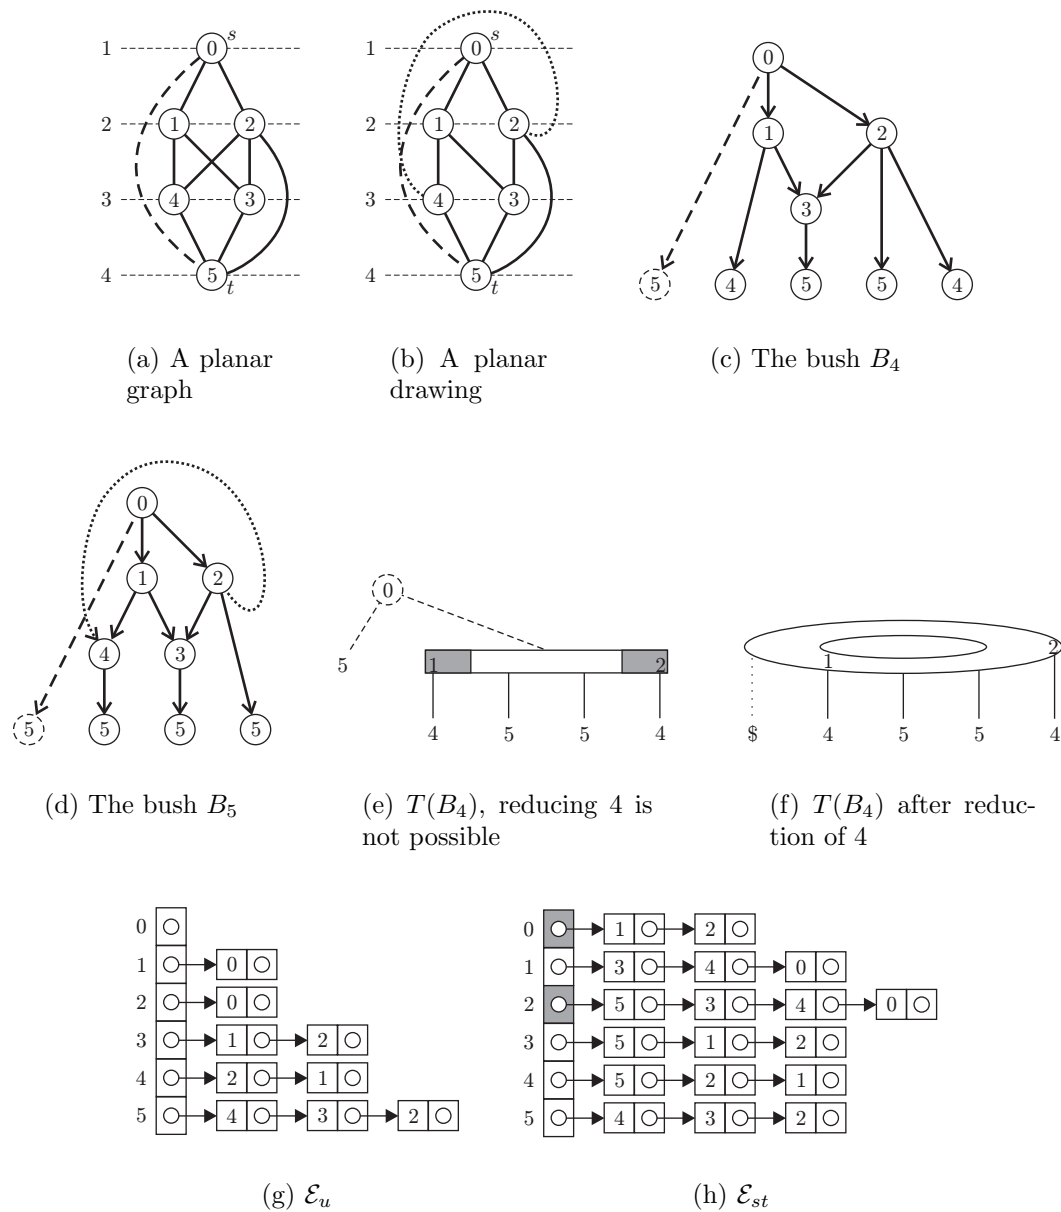 1 0 s
2 1 2
3 4 3
4 5 t
(a) A planar
graph
1 0 s
2 1 2
3 4 3
4 5 t
(b) A planar
drawing
0
1 2
3
5 4 5 5 4
(c) The bush B4
0
1 2
4 3
5 5 5 5
(d) The bush B5
0
5 1 2
4 5 5 4
(e) T(B4), reducing 4 is
not possible
1 2
$ 4 5 5 4
(f) T(B4) after reduc-
tion of 4
0
1 0
2 0
3 1 2
4 2 1
5 4 3 2
(g) ℰu
0 1 2
1 3 4 0
2 5 3 4 0
3 5 1 2
4 5 2 1
5 4 3 2
(h) ℰst